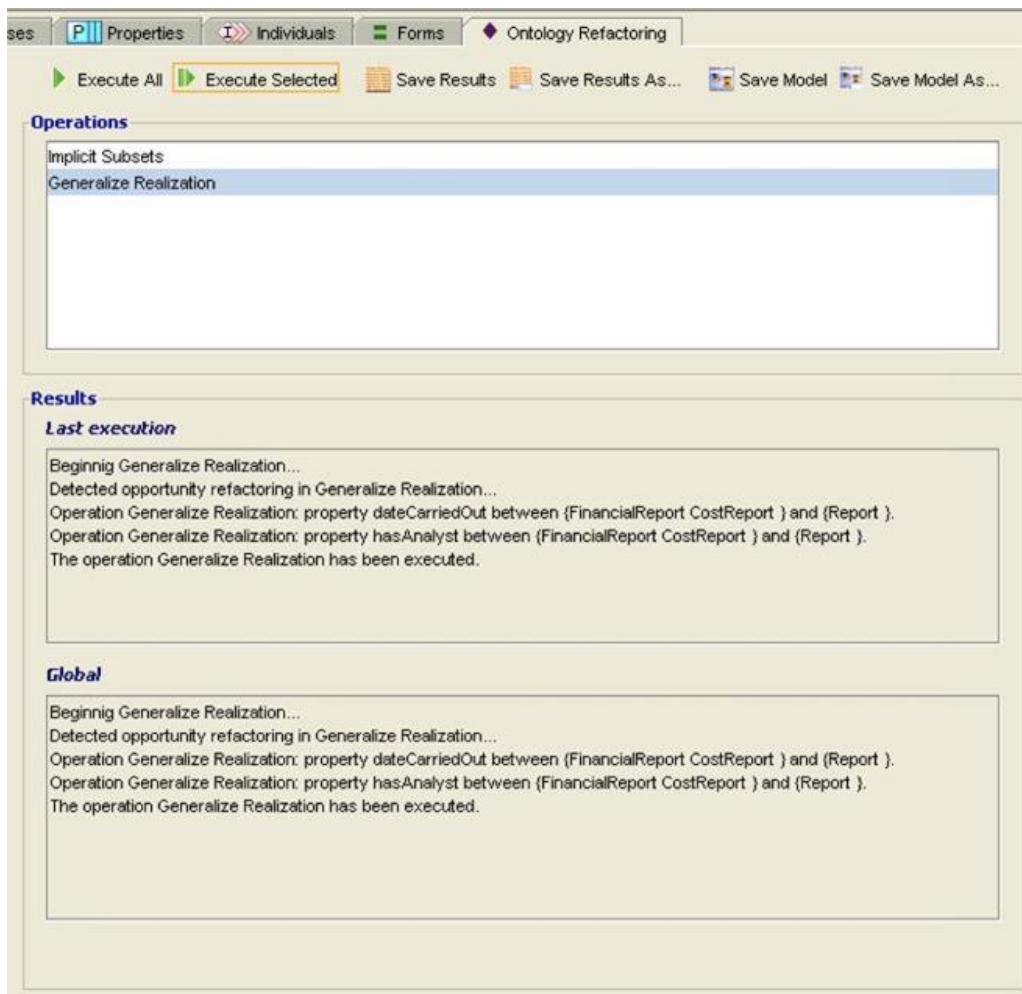 ses Properties Individuals Forms Ontology Refactoring
Execute All Execute Selected Save Results Save Results As... Save Model Save Model As...
Operations
Implicit Subsets
Generalize Realization
Results
Last execution
Beginnig Generalize Realization...
Detected opportunity refactoring in Generalize Realization...
Operation Generalize Realization: property dateCarriedOut between {FinancialReport CostReport } and {Report }.
Operation Generalize Realization: property hasAnalyst between {FinancialReport CostReport } and {Report }.
The operation Generalize Realization has been executed.
Global
Beginnig Generalize Realization...
Detected opportunity refactoring in Generalize Realization...
Operation Generalize Realization: property dateCarriedOut between {FinancialReport CostReport } and {Report }.
Operation Generalize Realization: property hasAnalyst between {FinancialReport CostReport } and {Report }.
The operation Generalize Realization has been executed.